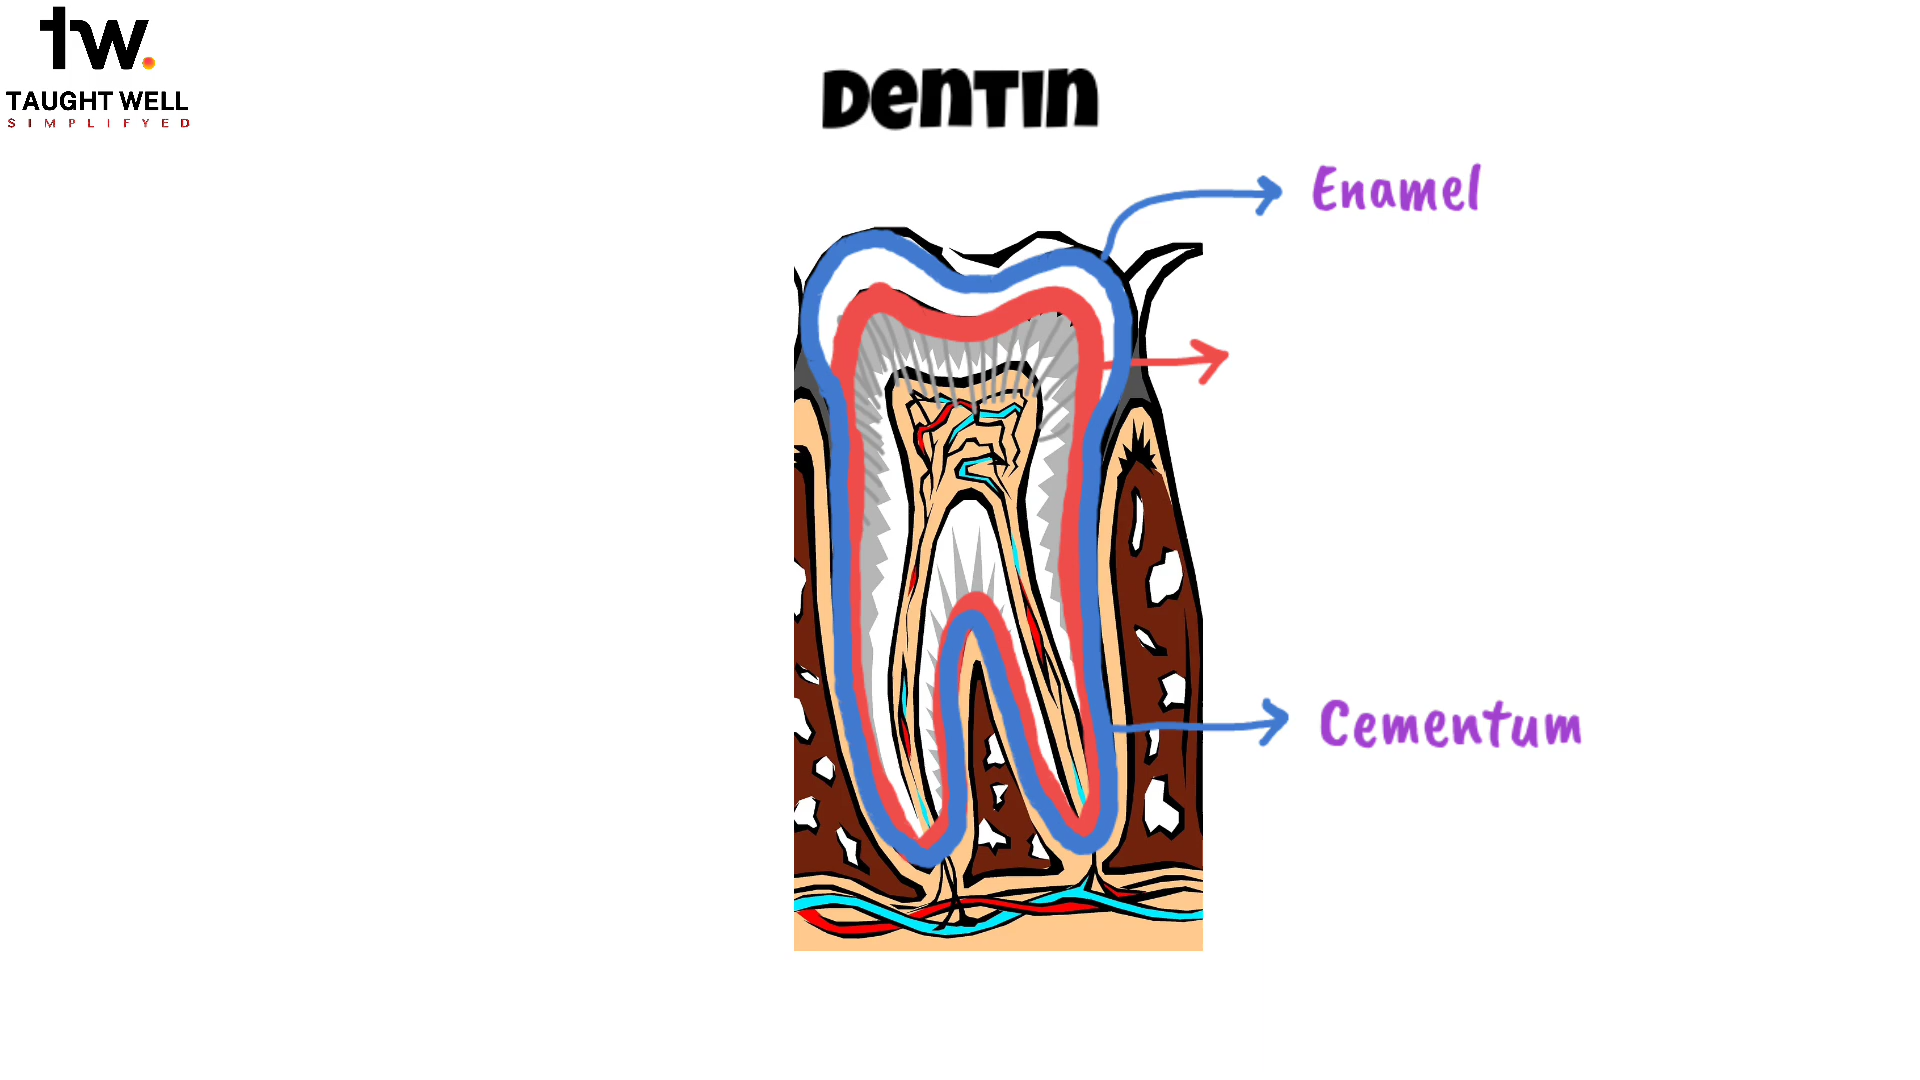 tw.
TAUGHT WELL
SIMPLIFYED
Dentin
Enamel
Cementum